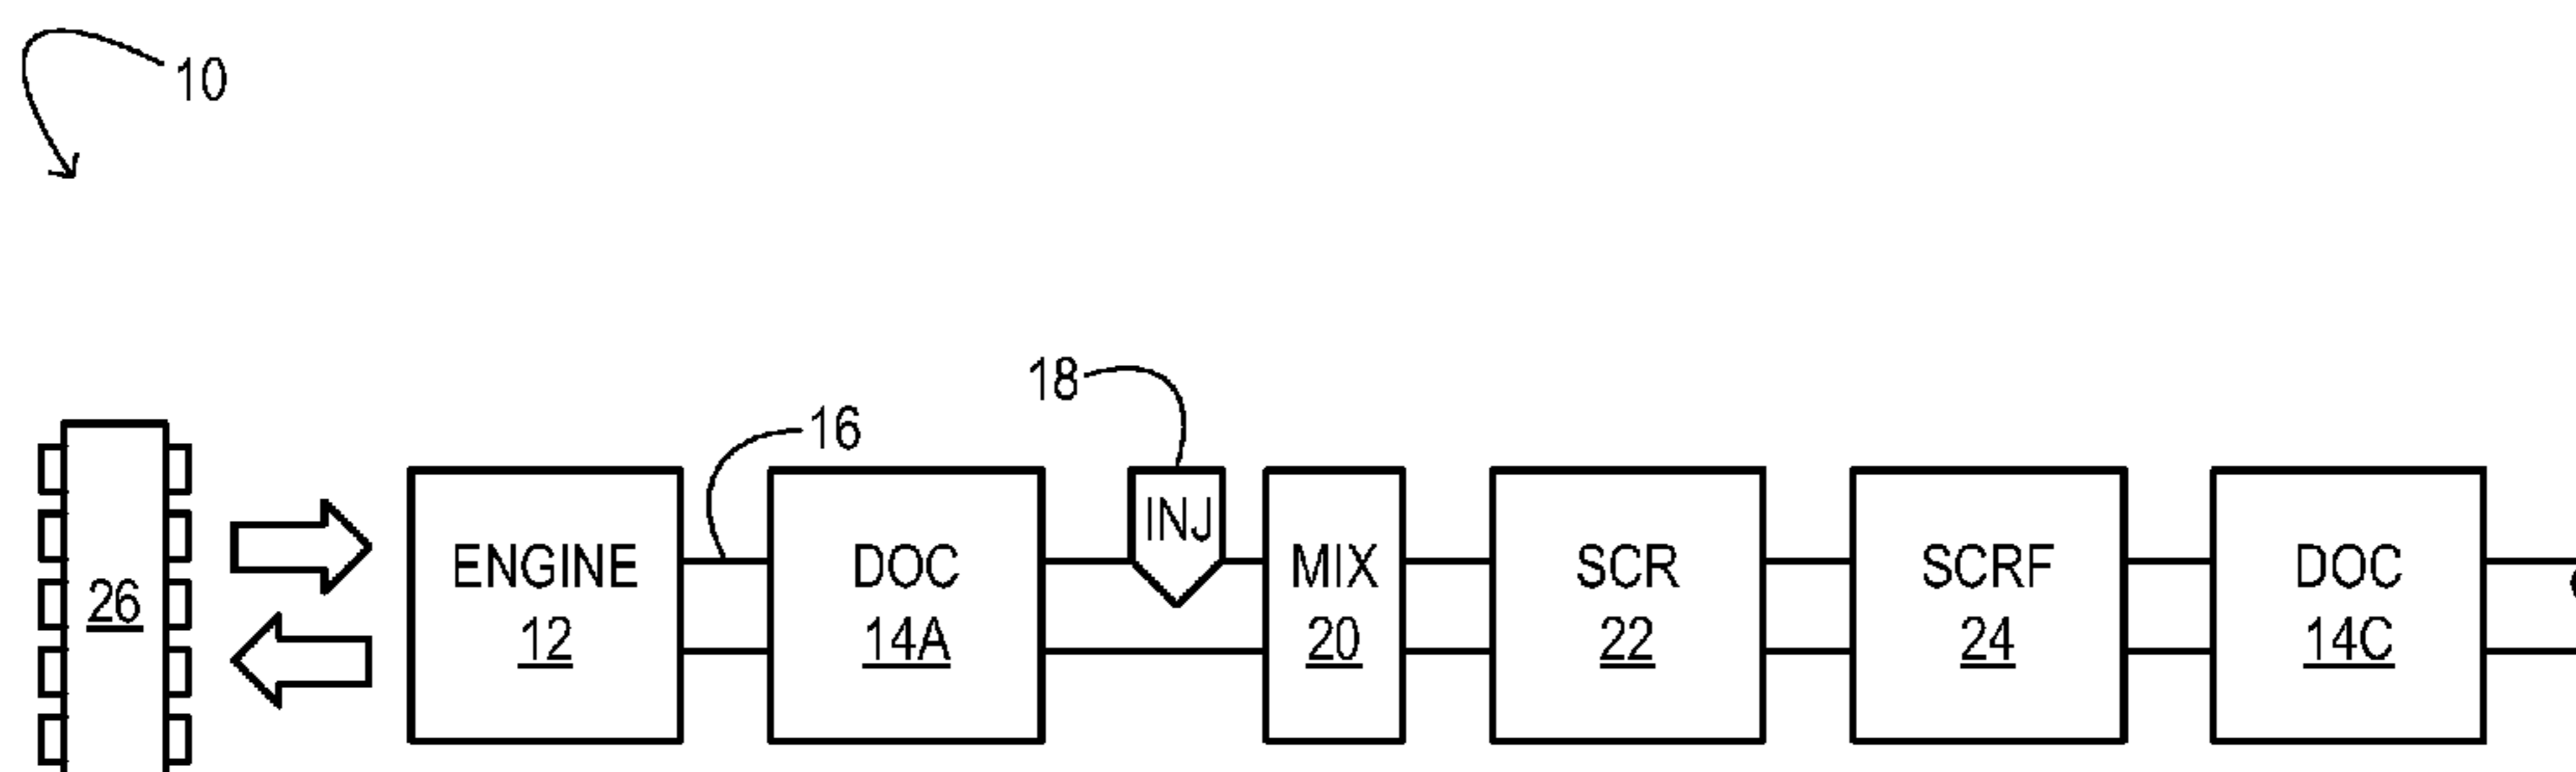 10
18
16
INJ
ENGINE
12
DOC
14A
MIX
20
SCR
22
SCRF
24
DOC
14C
26